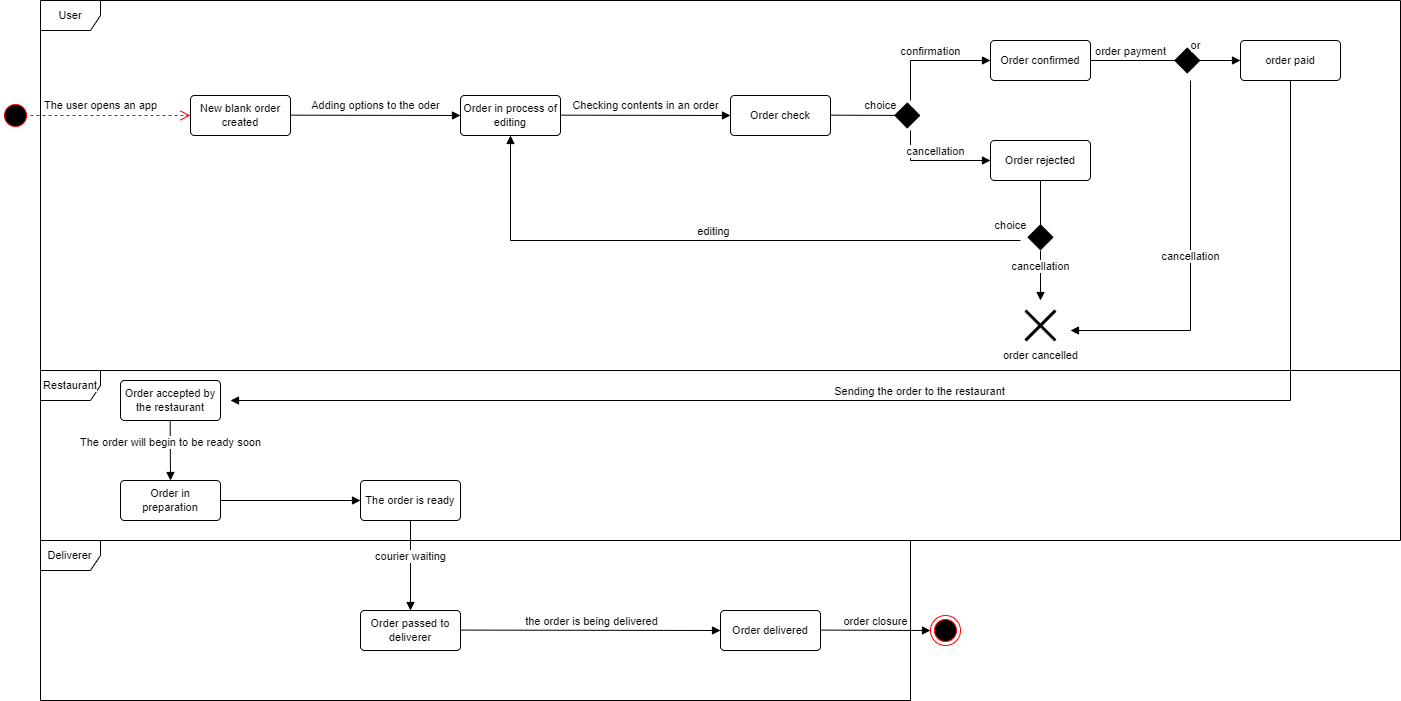 User
The user opens an app
New blank order
created
Adding options to the oder
Order in process of
editing
Checking contents in an order
Order check
choice
confirmation
Order confirmed
order payment
or
order paid
cancellation
Order rejected
choice
editing
cancellation
cancellation
order cancelled
Restaurant
Order accepted by
the restaurant
Sending the order to the restaurant
The order will begin to be ready soon
Order in
preparation
The order is ready
Deliverer
courier waiting
Order passed to
deliverer
the order is being delivered
Order delivered
order closure